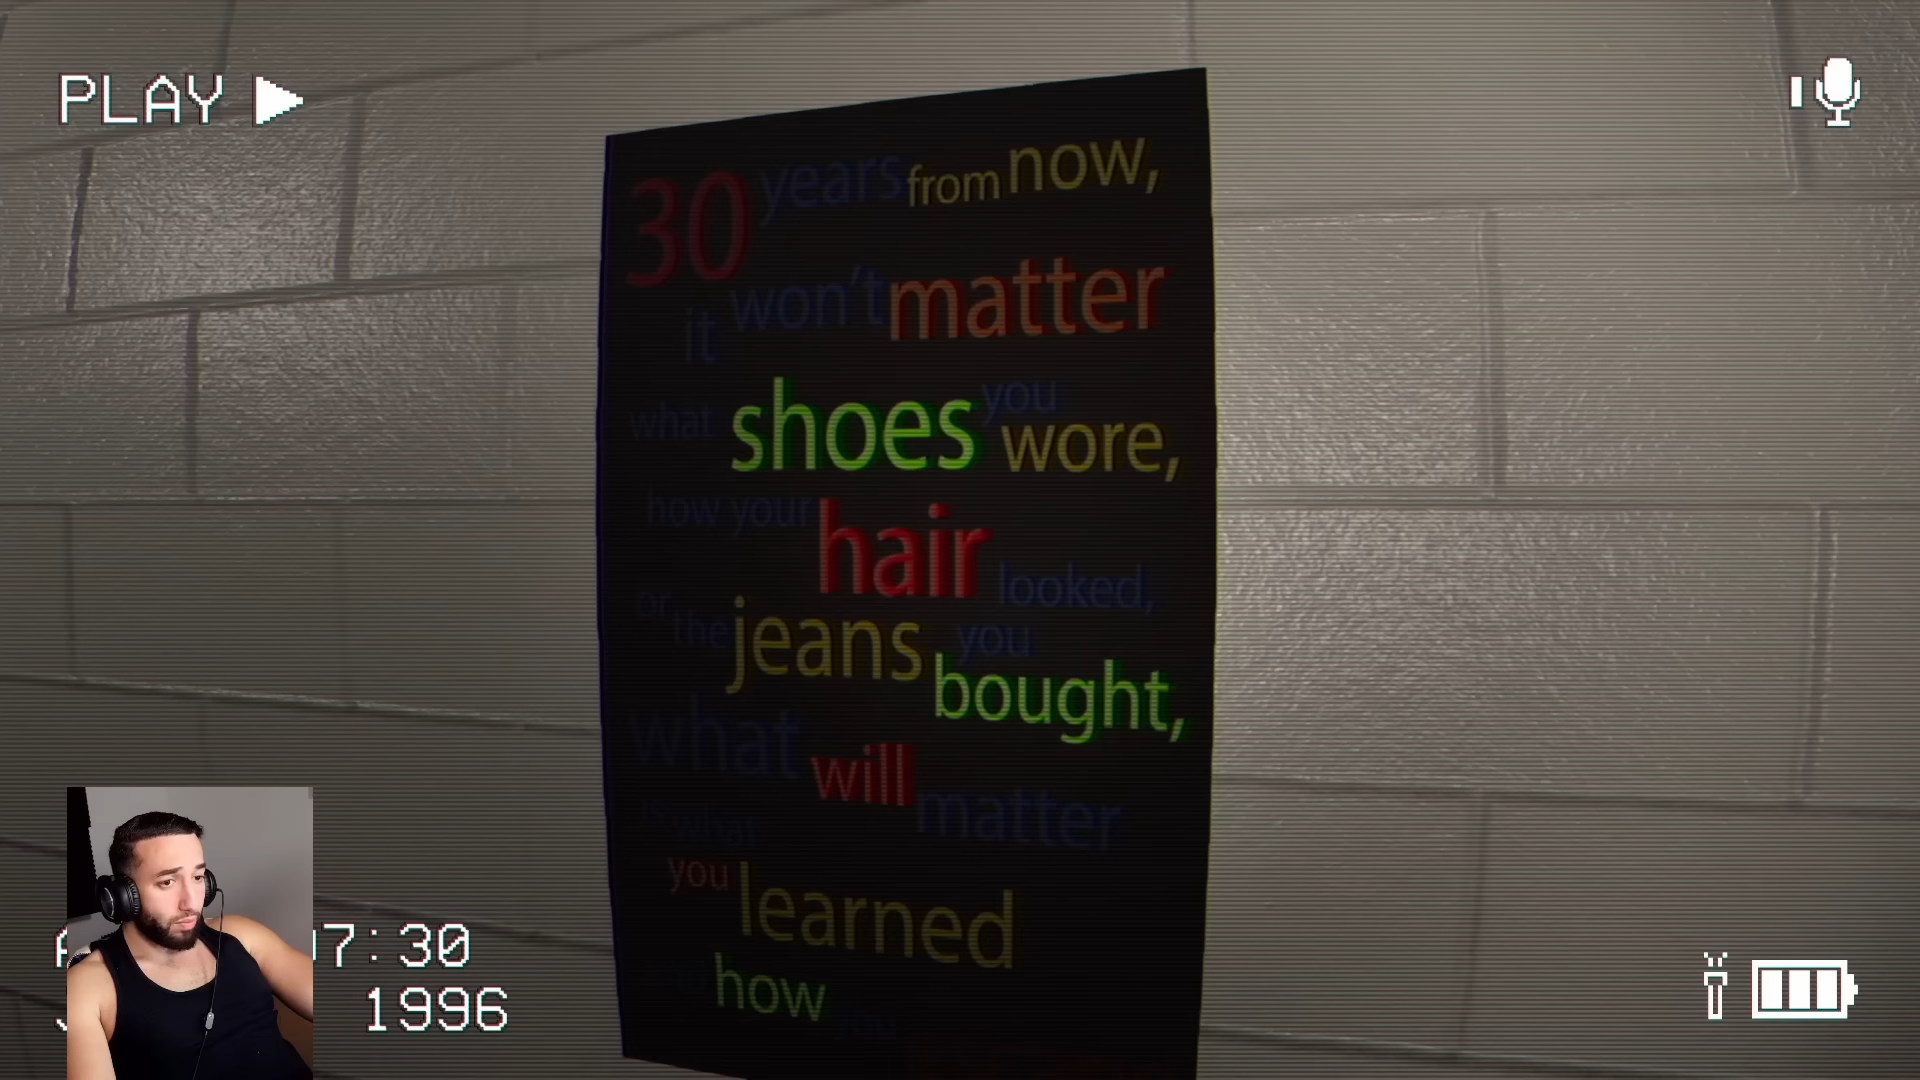 PLAY
30 years from now,
it won't matter
what shoes you wore,
how your hair looked,
or the jeans you bought,
what will matter
is what
you learned
how you
7:30
1996